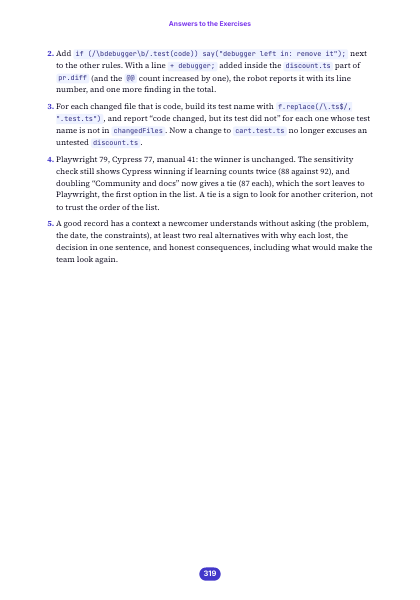 Answers to the Exercises
2. Add if (/\bdebugger\b/.test(code)) say("debugger left in: remove it"); next
to the other rules. With a line + debugger; added inside the discount.ts part of
pr.diff (and the @@ count increased by one), the robot reports it with its line
number, and one more finding in the total.
3. For each changed file that is code, build its test name with f.replace(/\.ts$/,
".test.ts"), and report “code changed, but its test did not” for each one whose test
name is not in changedFiles. Now a change to cart.test.ts no longer excuses an
untested discount.ts.
4. Playwright 79, Cypress 77, manual 41: the winner is unchanged. The sensitivity
check still shows Cypress winning if learning counts twice (88 against 92), and
doubling “Community and docs” now gives a tie (87 each), which the sort leaves to
Playwright, the first option in the list. A tie is a sign to look for another criterion, not
to trust the order of the list.
5. A good record has a context a newcomer understands without asking (the problem,
the date, the constraints), at least two real alternatives with why each lost, the
decision in one sentence, and honest consequences, including what would make the
team look again.
319